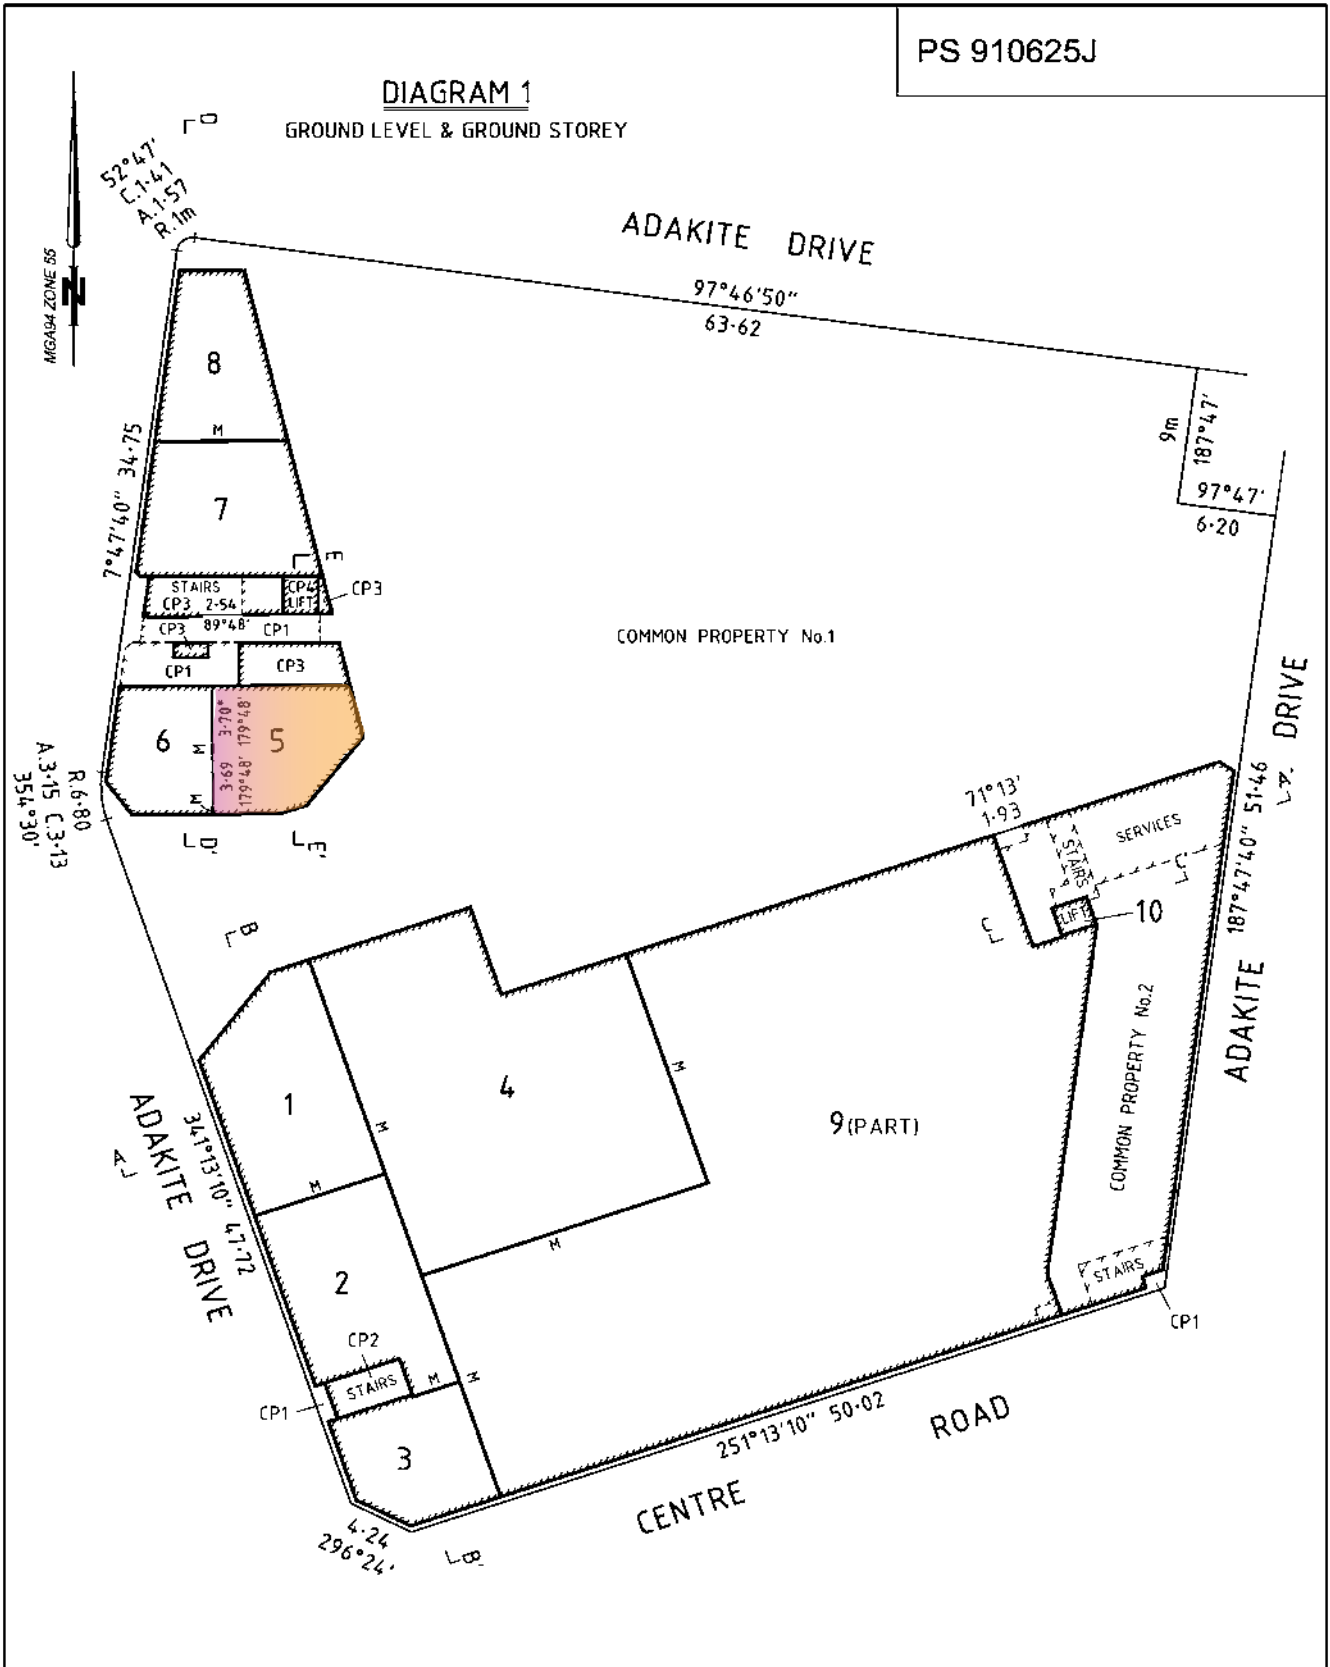 PS 910625J
DIAGRAM 1
GROUND LEVEL & GROUND STOREY
D
52°47'
C.1·41
A.1·57
R.1m
MGA94 ZONE 55
N
ADAKITE DRIVE
97°46'50"
63·62
9m
187°47'
97°47'
6·20
8
M
7°47'40" 34·75
7
E
STAIRS
CP3 2·54
CP4
LIFT
CP3
89°48'
CP3
CP1
COMMON PROPERTY No.1
CP1
CP3
6
M
3·70*
179°48'
5
3·69
179°48'
M
R.6·80
A.3·15 C.3·13
354°30'
D'
E'
ADAKITE DRIVE
187°47'40" 51·46
A'
71°13'
1·93
SERVICES
STAIRS
C'
LIFT
10
C
B
COMMON PROPERTY No.2
1
4
M
M
9(PART)
ADAKITE DRIVE
341°13'10" 47·72
A
M
M
2
CP2
STAIRS
M
M
CP1
3
STAIRS
CP1
251°13'10" 50·02
CENTRE ROAD
4·24
296°24'
B'